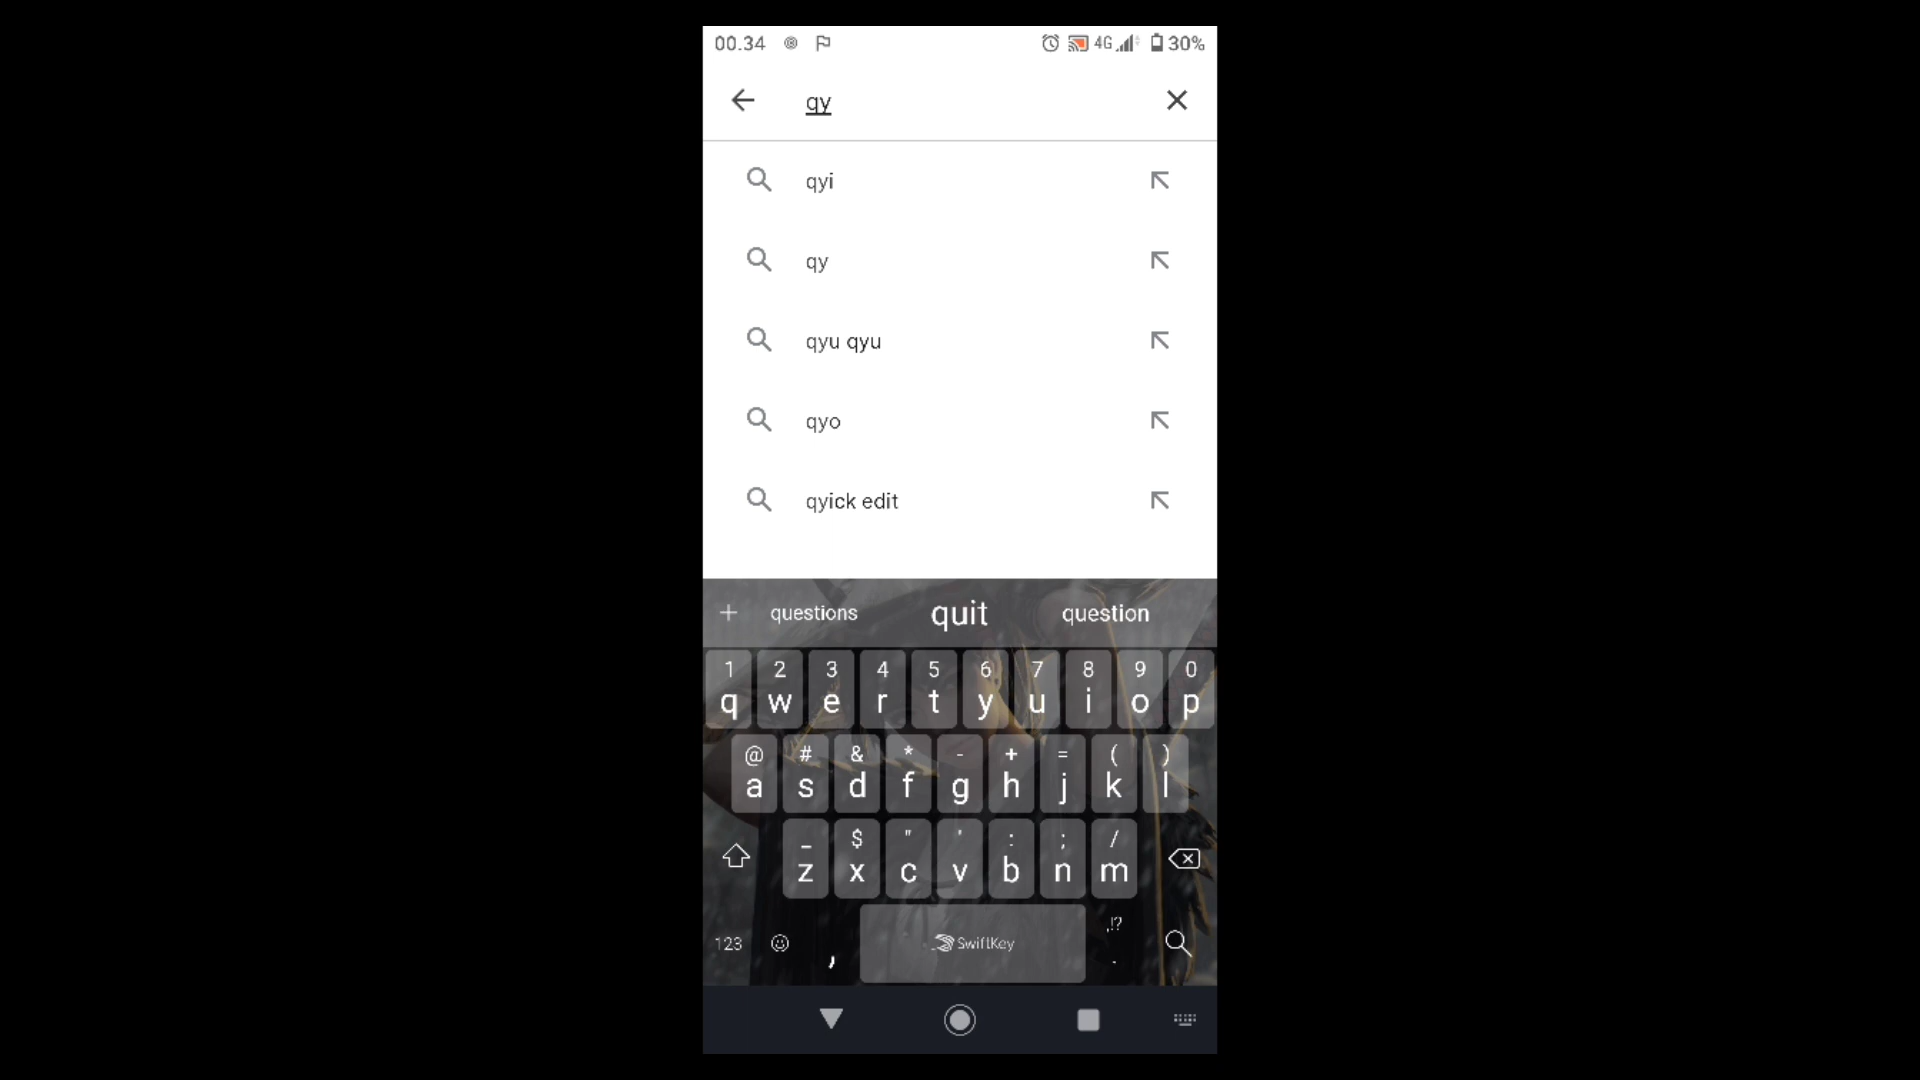 00.34 4G 30%
qy
qyi
qy
qyu qyu
qyo
qyick edit
+ questions quit question
1 2 3 4 5 6 7 8 9 0
q w e r t y u i o p
@ # & * - + = ( )
a s d f g h j k l
_ $ " ' : ; /
z x c v b n m
,!?
123 , SwiftKey .